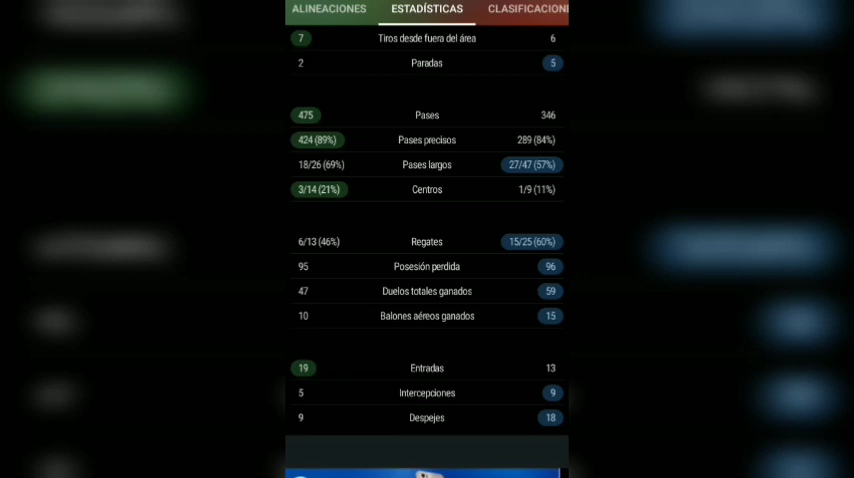 ALINEACIONES ESTADÍSTICAS CLASIFICACIONE
7 Tiros desde fuera del área 6
2 Paradas 5
475 Pases 346
424 (89%) Pases precisos 289 (84%)
18/26 (69%) Pases largos 27/47 (57%)
3/14 (21%) Centros 1/9 (11%)
6/13 (46%) Regates 15/25 (60%)
95 Posesión perdida 96
47 Duelos totales ganados 59
10 Balones aéreos ganados 15
19 Entradas 13
5 Intercepciones 9
9 Despejes 18